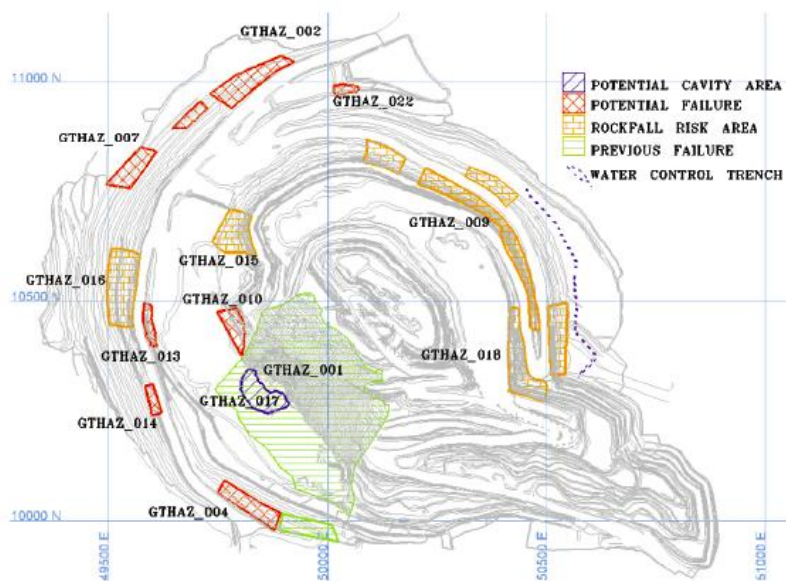 GTHAZ_002
11000 N
GTHAZ_022
POTENTIAL CAVITY AREA
POTENTIAL FAILURE
ROCKFALL RISK AREA
PREVIOUS FAILURE
WATER CONTROL TRENCH
GTHAZ_007
GTHAZ_009
GTHAZ_015
GTHAZ_016
GTHAZ_010
10500 N
GTHAZ_013
GTHAZ_018
GTHAZ_001
GTHAZ_017
GTHAZ_014
GTHAZ_004
10000 N
49500 E
50000 E
50500 E
51000 E